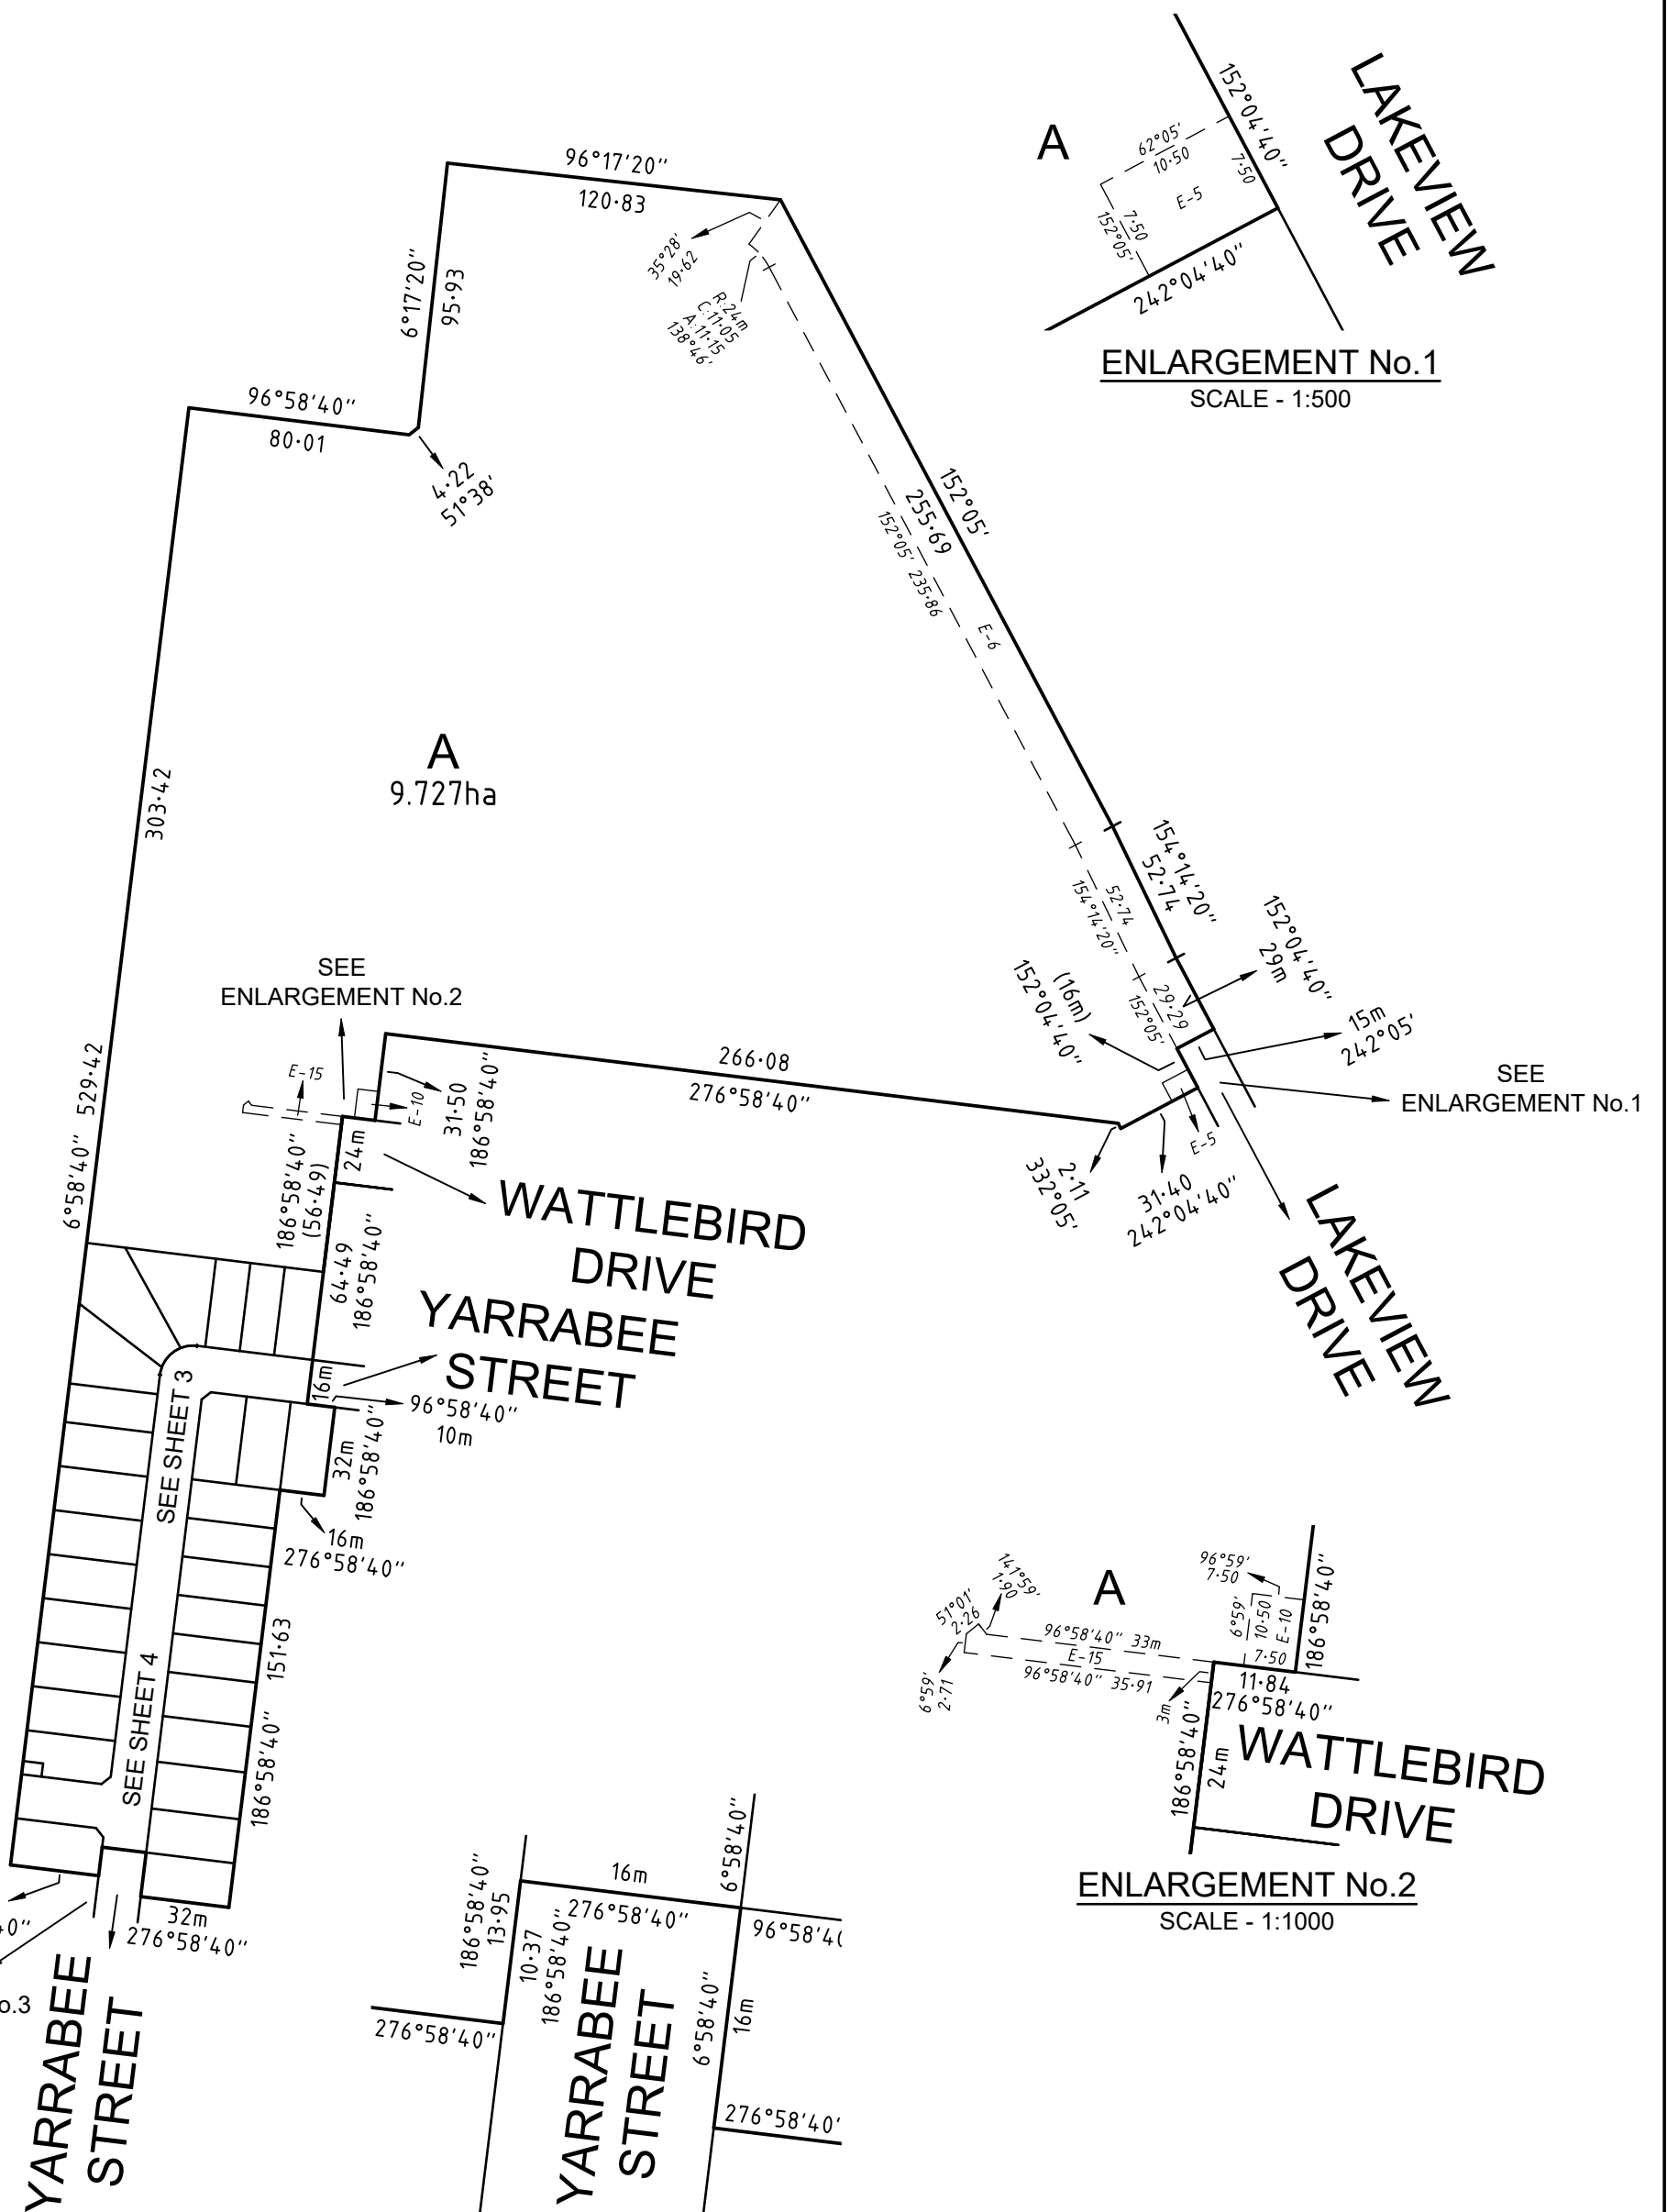 96°17'20"
120·83
6°17'20"
95·93
35°28'
19·62
R:24m
C:11·05
A:11·15
138°46'
96°58'40"
80·01
4·22
51°38'
A
62°05'
10·50
152°04'40"
7·50
E-5
7·50
152°05'
242°04'40"
LAKEVIEW
DRIVE
ENLARGEMENT No.1
SCALE - 1:500
152°05'
255·69
152°05' 235·86
E-6
A
9.727ha
303·42
6°58'40" 529·42
154°14'20"
52·74
52·74
154°14'20"
152°04'40"
29m
(16m)
152°04'40"
29·29
152°05'
15m
242°05'
SEE
ENLARGEMENT No.1
SEE
ENLARGEMENT No.2
266·08
276°58'40"
E-15
E-10
31·50
186°58'40"
24m
186°58'40"
(56·49)
E-5
2·11
332°05'
31·40
242°04'40"
LAKEVIEW
DRIVE
WATTLEBIRD
DRIVE
64·49
186°58'40"
YARRABEE
STREET
16m
96°58'40"
10m
32m
186°58'40"
16m
276°58'40"
SEE SHEET 3
SEE SHEET 4
151·63
186°58'40"
32m
276°58'40"
40"
o.3
YARRABEE
STREET
186°58'40"
13·95
16m
276°58'40"
6°58'40"
96°58'4
10·37
186°58'40"
YARRABEE
STREET
6°58'40"
16m
276°58'40"
276°58'40'
141°59'
1·90
51°01'
2·26
6°59'
2·71
A
96°58'40" 33m
E-15
96°58'40" 35·91
3m
96°59'
7·50
6°59'
10·50
E-10
7·50
186°58'40"
11·84
276°58'40"
186°58'40"
24m
WATTLEBIRD
DRIVE
ENLARGEMENT No.2
SCALE - 1:1000